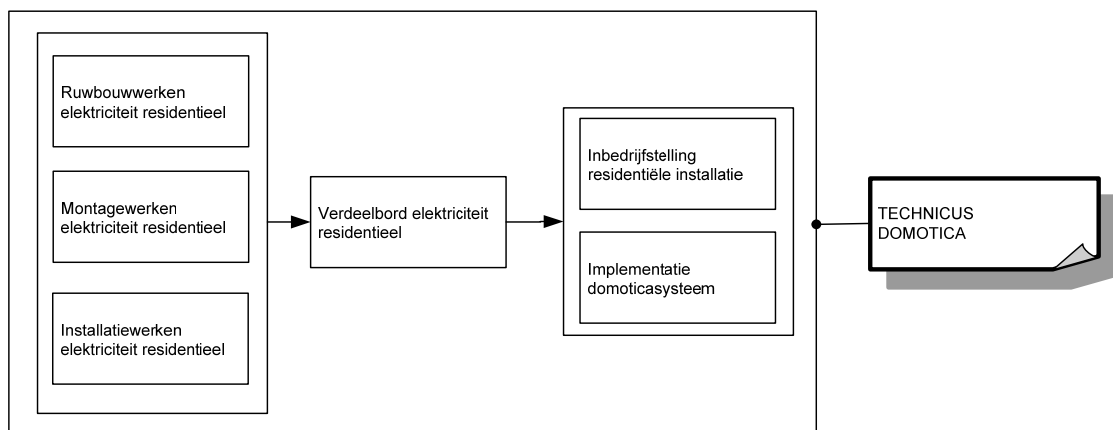 Ruwbouwwerken
elektriciteit residentieel
Montagewerken
elektriciteit residentieel
Installatiewerken
elektriciteit residentieel
Verdeelbord elektriciteit
residentieel
Inbedrijfstelling
residentiële installatie
Implementatie
domoticasysteem
TECHNICUS
DOMOTICA